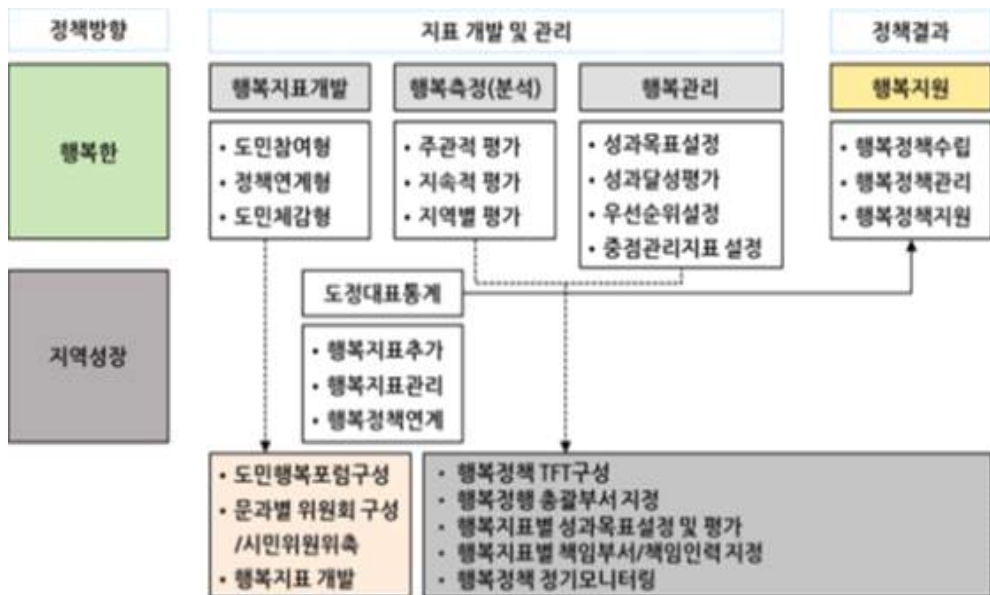 정책방향
지표 개발 및 관리
정책결과
행복한
행복지표개발
• 도민참여형
• 정책연계형
• 도민체감형
행복측정(분석)
• 주관적 평가
• 지속적 평가
• 지역별 평가
행복관리
• 성과목표설정
• 성과달성평가
• 우선순위설정
• 중점관리지표 설정
행복지원
• 행복정책수립
• 행복정책관리
• 행복정책지원
지역성장
도정대표통계
• 행복지표추가
• 행복지표관리
• 행복정책연계
• 도민행복포럼구성
• 문과별 위원회 구성
/시민위원위촉
• 행복지표 개발
• 행복정책 TFT구성
• 행복정행 총괄부서 지정
• 행복지표별 성과목표설정 및 평가
• 행복지표별 책임부서/책임인력 지정
• 행복정책 정기모니터링